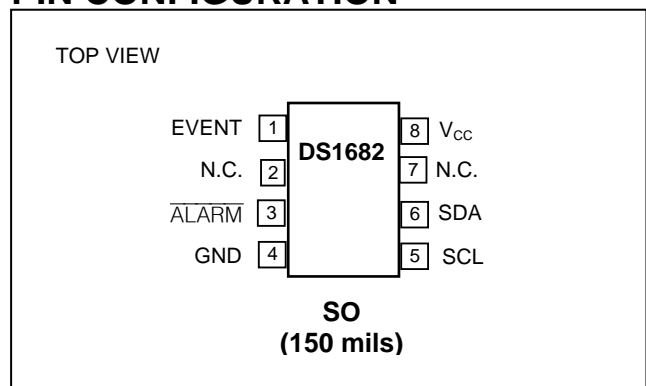 PIN CONFIGURATION
TOP VIEW
EVENT 1
N.C. 2
ALARM 3
GND 4
DS1682
8 VCC
7 N.C.
6 SDA
5 SCL
SO
(150 mils)